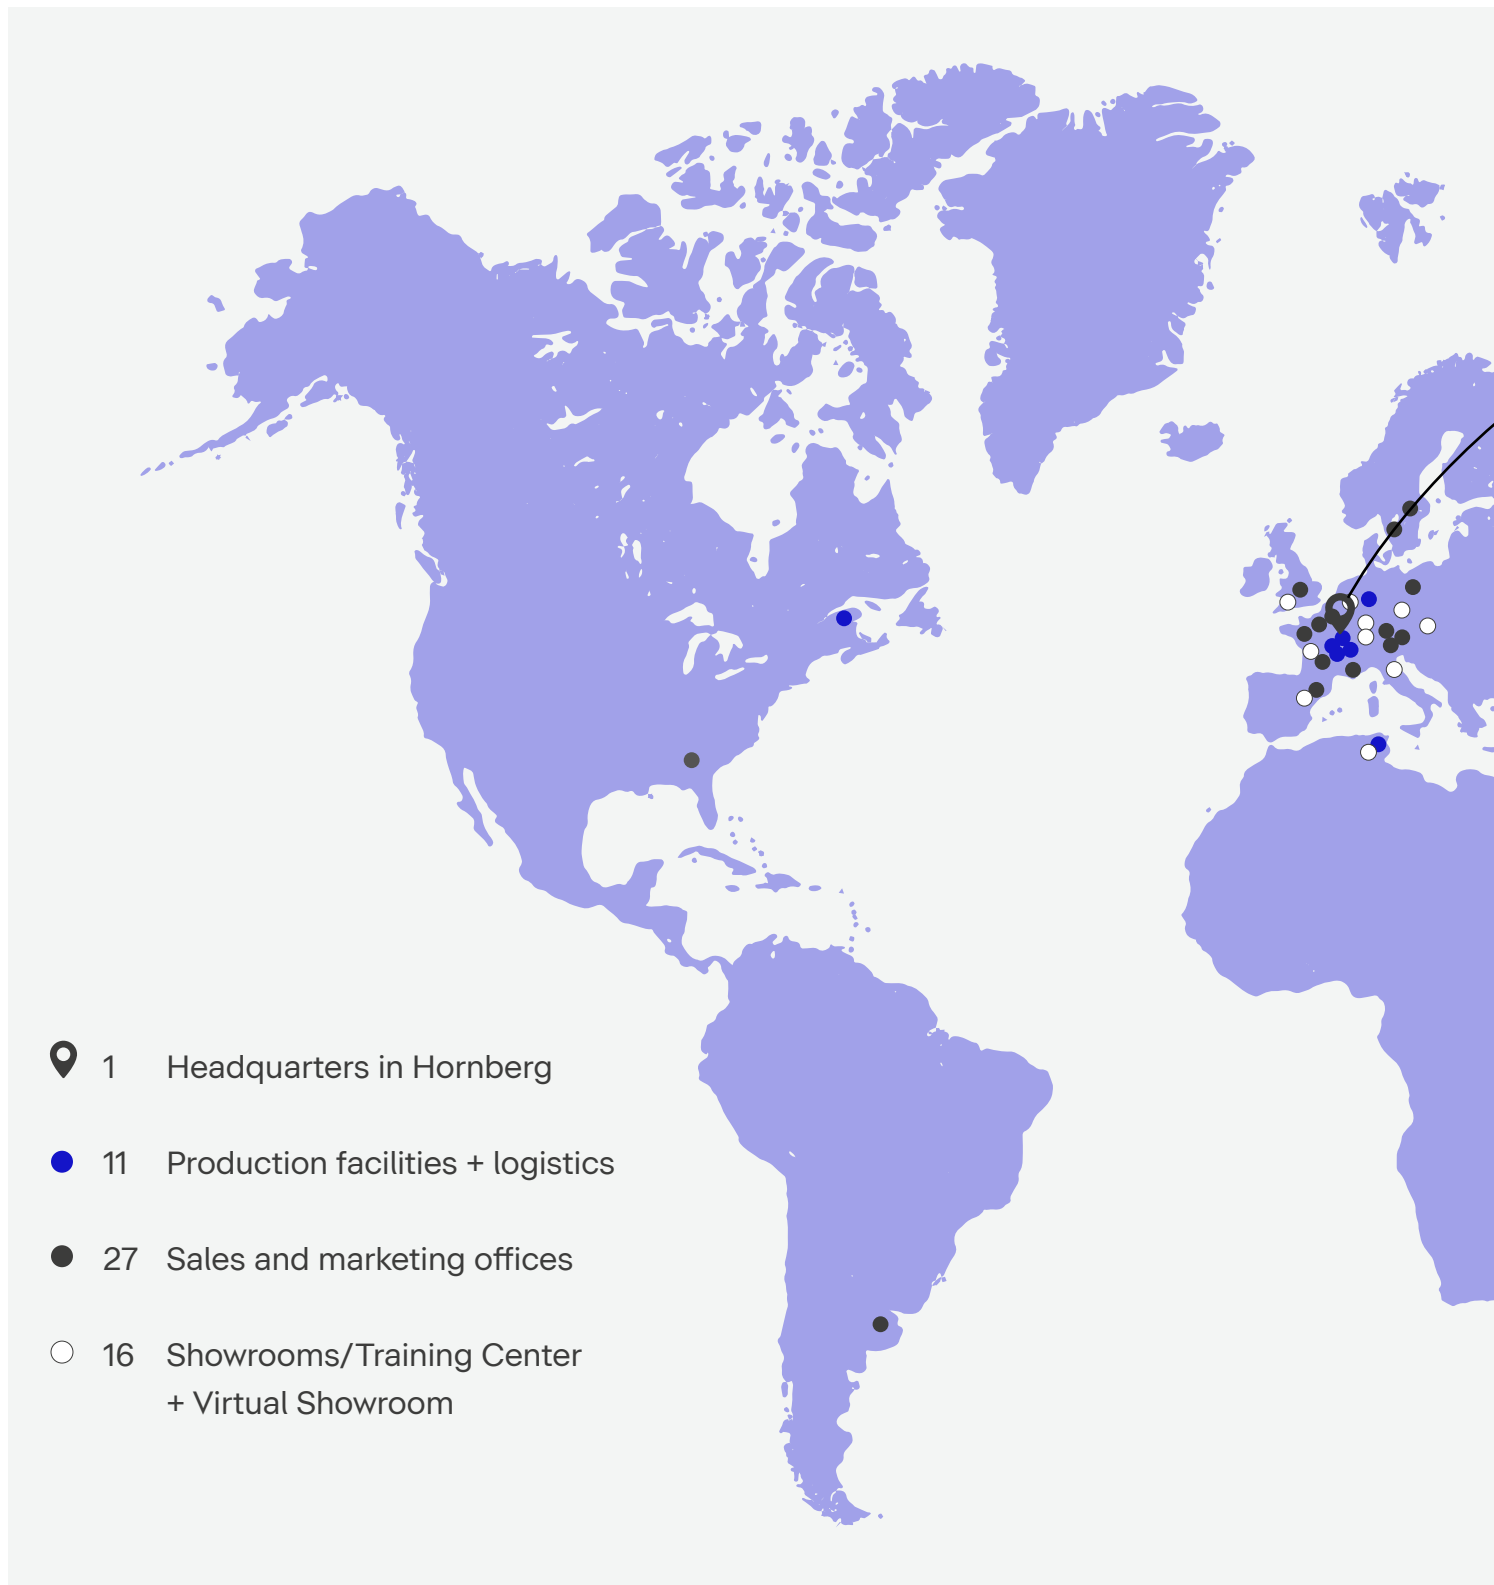 1 Headquarters in Hornberg
11 Production facilities + logistics
27 Sales and marketing offices
16 Showrooms/Training Center
+ Virtual Showroom